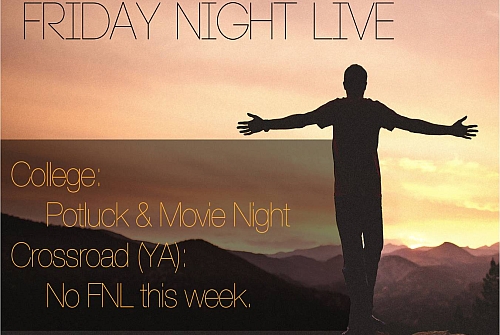 FRIDAY NIGHT LIVE
College:
Potluck & Movie Night
Crossroad (YA):
No FNL this week.